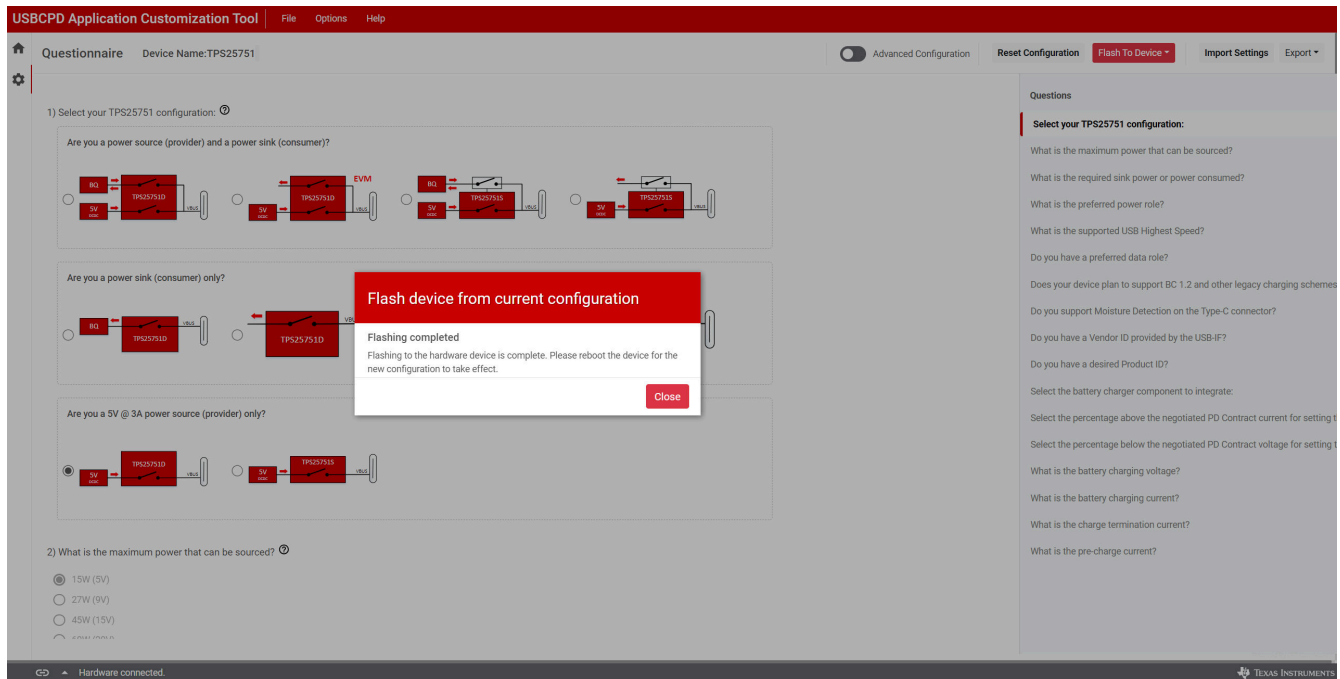 USBCPD Application Customization Tool File Options Help
Questionnaire Device Name:TPS25751 Advanced Configuration Reset Configuration Flash To Device Import Settings Export
1) Select your TPS25751 configuration:
Are you a power source (provider) and a power sink (consumer)?
BQ TPS25751D 5V DCDC VBUS
EVM TPS25751D 5V DCDC VBUS
BQ TPS25751S 5V DCDC VBUS
TPS25751S 5V DCDC VBUS
Are you a power sink (consumer) only?
BQ TPS25751D VBUS
TPS25751D
Flash device from current configuration
Flashing completed
Flashing to the hardware device is complete. Please reboot the device for the
new configuration to take effect.
Close
Are you a 5V @ 3A power source (provider) only?
TPS25751D 5V DCDC VBUS
TPS25751S 5V DCDC VBUS
2) What is the maximum power that can be sourced?
15W (5V)
27W (9V)
45W (15V)
Questions
Select your TPS25751 configuration:
What is the maximum power that can be sourced?
What is the required sink power or power consumed?
What is the preferred power role?
What is the supported USB Highest Speed?
Do you have a preferred data role?
Does your device plan to support BC 1.2 and other legacy charging schemes
Do you support Moisture Detection on the Type-C connector?
Do you have a Vendor ID provided by the USB-IF?
Do you have a desired Product ID?
Select the battery charger component to integrate:
Select the percentage above the negotiated PD Contract current for setting
Select the percentage below the negotiated PD Contract voltage for setting
What is the battery charging voltage?
What is the battery charging current?
What is the charge termination current?
What is the pre-charge current?
Hardware connected.
TEXAS INSTRUMENTS